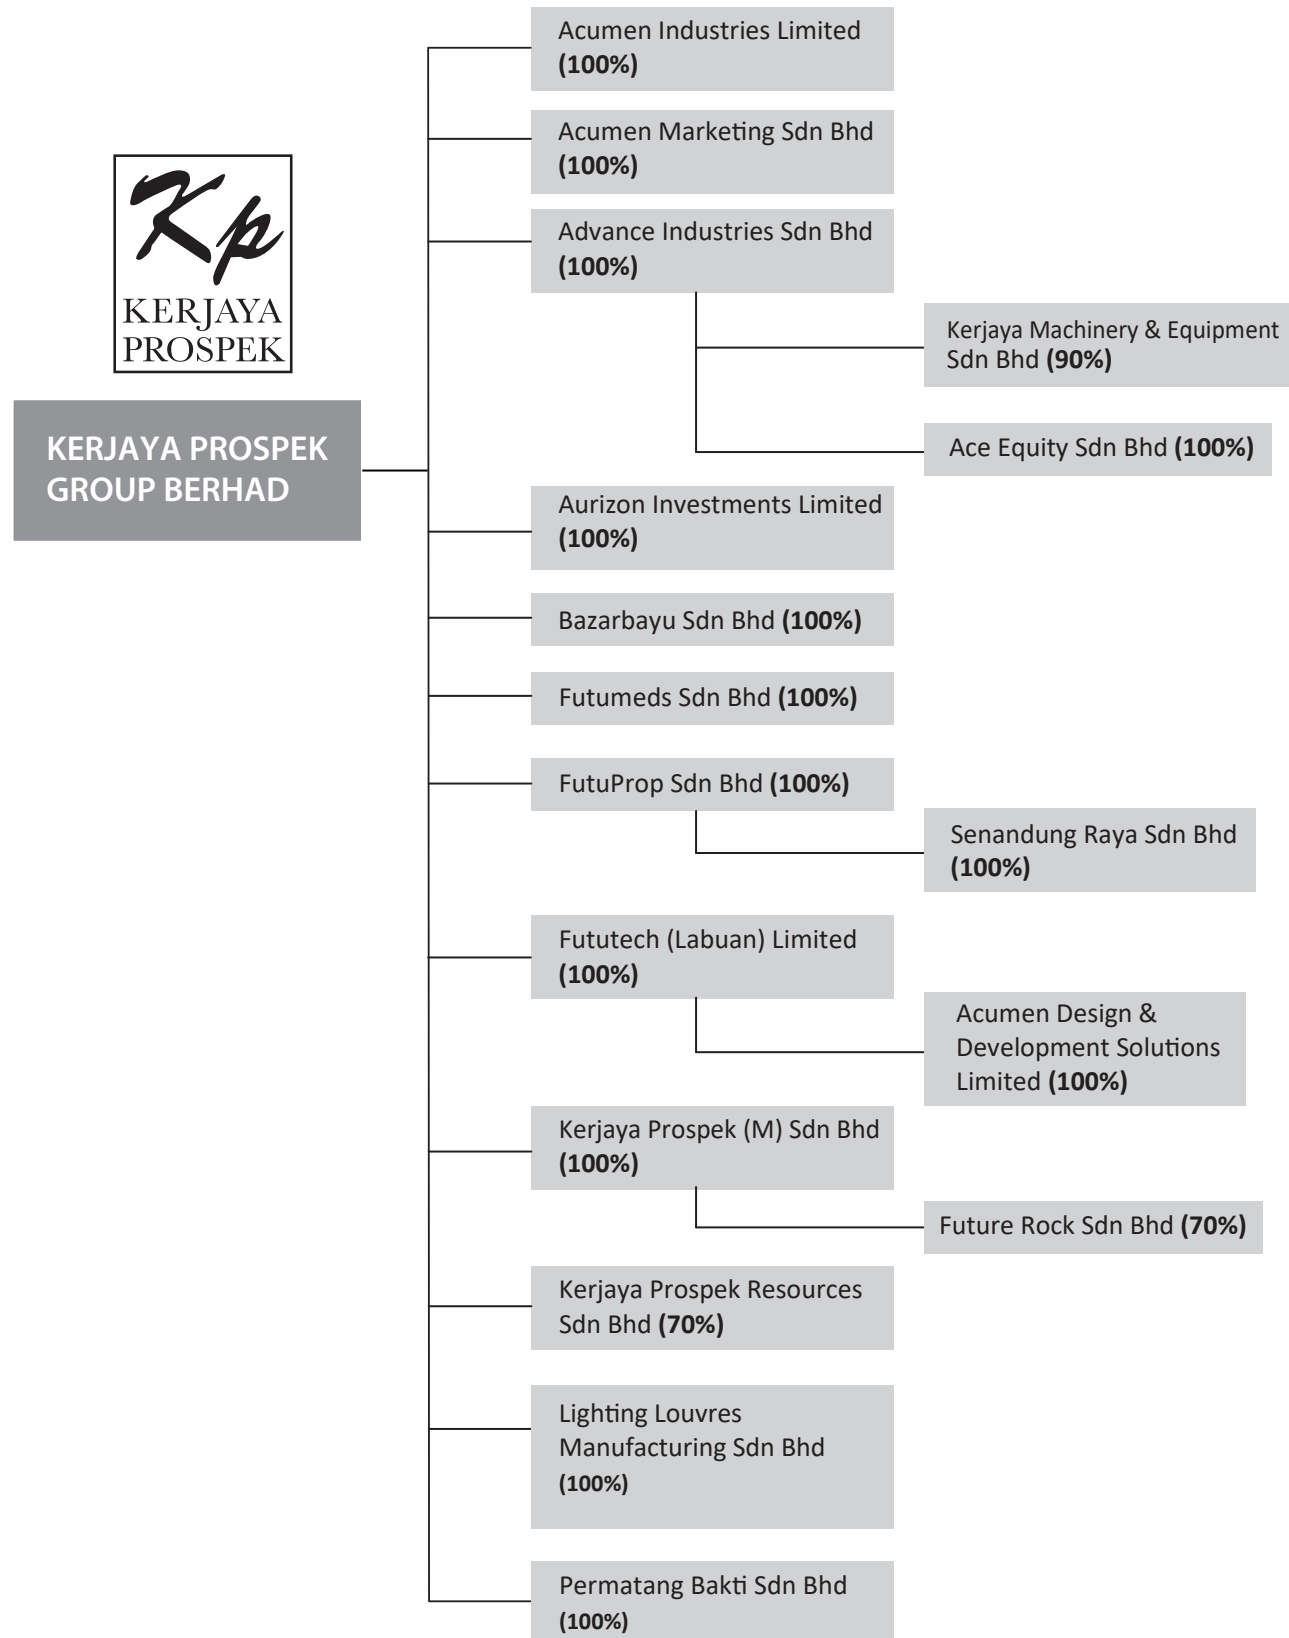 Acumen Industries Limited
(100%)
Acumen Marketing Sdn Bhd
(100%)
Kp
KERJAYA
PROSPEK
Advance Industries Sdn Bhd
(100%)
Kerjaya Machinery & Equipment
Sdn Bhd (90%)
Ace Equity Sdn Bhd (100%)
KERJAYA PROSPEK
GROUP BERHAD
Aurizon Investments Limited
(100%)
Bazarbayu Sdn Bhd (100%)
Futumeds Sdn Bhd (100%)
FutuProp Sdn Bhd (100%)
Senandung Raya Sdn Bhd
(100%)
Fututech (Labuan) Limited
(100%)
Acumen Design &
Development Solutions
Limited (100%)
Kerjaya Prospek (M) Sdn Bhd
(100%)
Future Rock Sdn Bhd (70%)
Kerjaya Prospek Resources
Sdn Bhd (70%)
Lighting Louvres
Manufacturing Sdn Bhd
(100%)
Permatang Bakti Sdn Bhd
(100%)